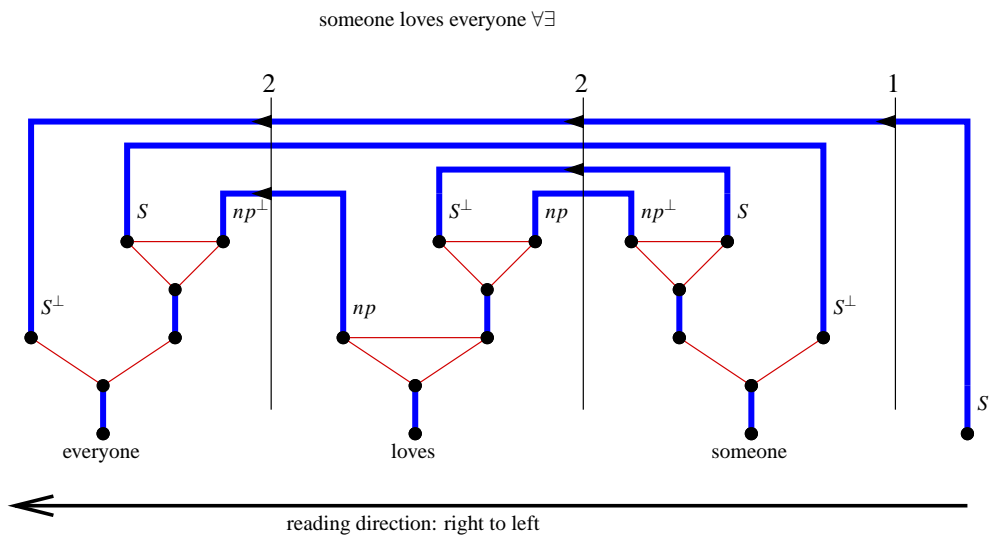 someone loves everyone ∀∃
2 2 1
S np⊥ S⊥ np np⊥ S
S⊥ np S⊥
S
everyone loves someone
reading direction: right to left